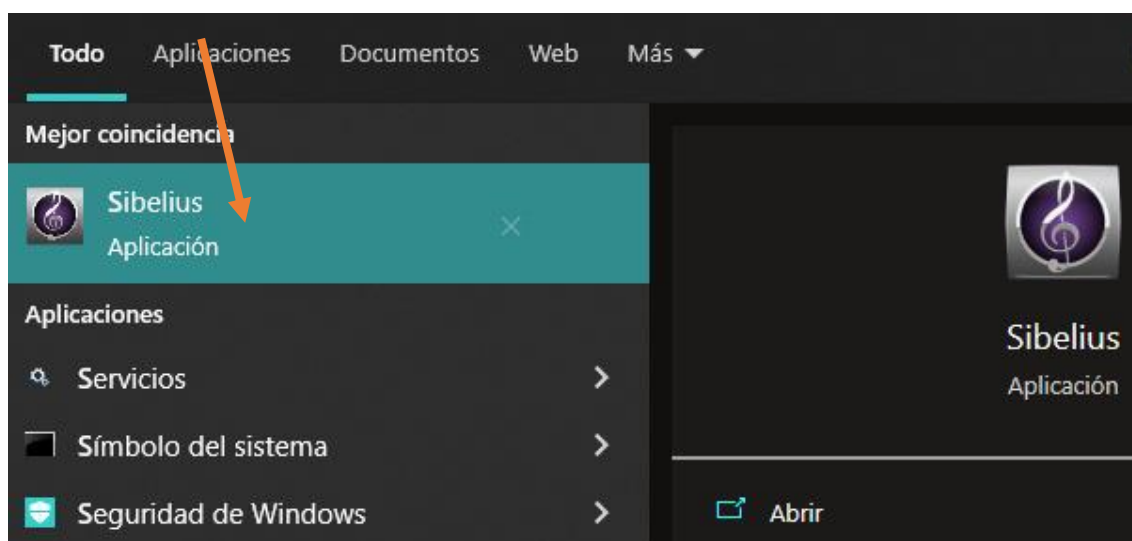 Todo Aplicaciones Documentos Web Más
Mejor coincidencia
Sibelius
Aplicación
Aplicaciones
Servicios
Símbolo del sistema
Seguridad de Windows
Sibelius
Aplicación
Abrir